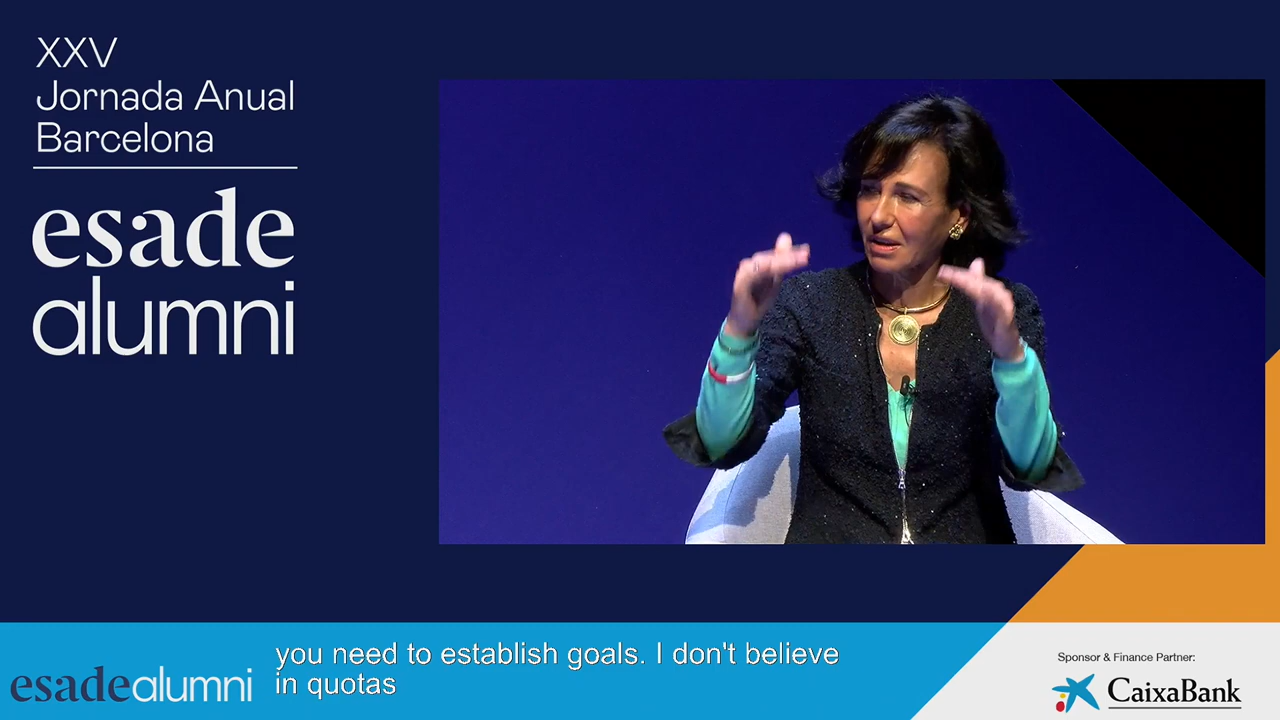 XXV
Jornada Anual
Barcelona
esade
alumni
you need to establish goals. I don't believe
in quotas
esadealumni
Sponsor & Finance Partner:
CaixaBank